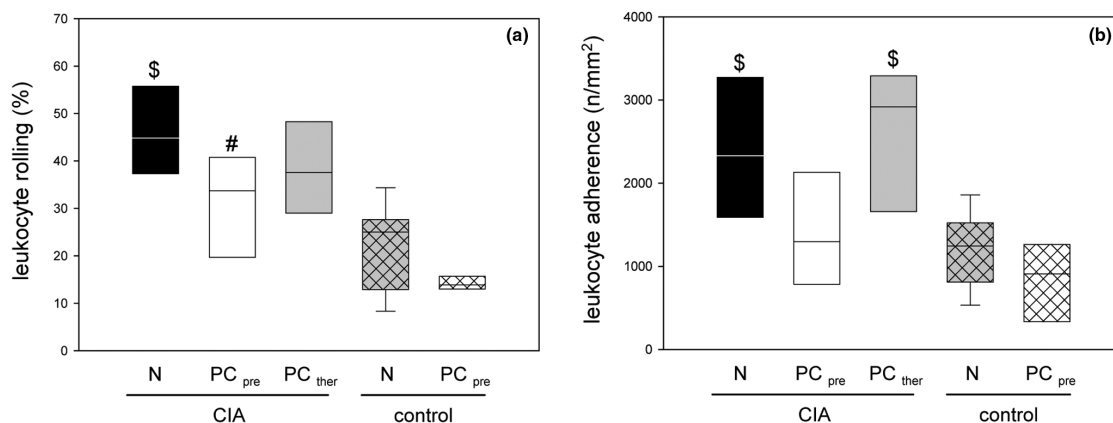 (a)
leukocyte rolling (%)
70
60
50
40
30
20
10
0
$
#
N PC pre PC ther N PC pre
CIA control
(b)
leukocyte adherence (n/mm²)
4000
3000
2000
1000
0
$ $
N PC pre PC ther N PC pre
CIA control